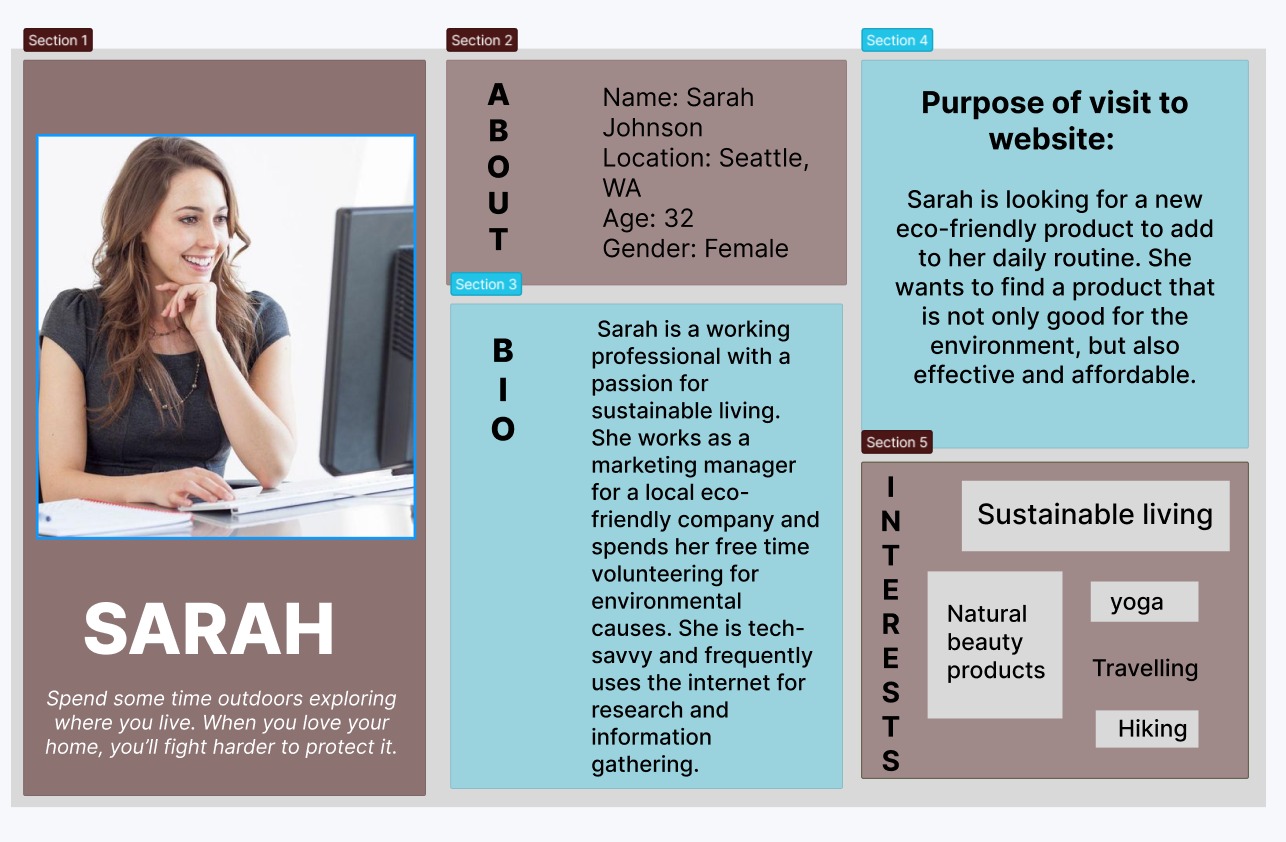 Section 1
SARAH
Spend some time outdoors exploring
where you live. When you love your
home, you'll fight harder to protect it.
Section 2
A
B
O
U
T
Name: Sarah
Johnson
Location: Seattle,
WA
Age: 32
Gender: Female
Section 3
B
I
O
Sarah is a working
professional with a
passion for
sustainable living.
She works as a
marketing manager
for a local eco-
friendly company and
spends her free time
volunteering for
environmental
causes. She is tech-
savvy and frequently
uses the internet for
research and
information
gathering.
Section 4
Purpose of visit to
website:
Sarah is looking for a new
eco-friendly product to add
to her daily routine. She
wants to find a product that
is not only good for the
environment, but also
effective and affordable.
Section 5
I
N
T
E
R
E
S
T
S
Sustainable living
Natural
beauty
products
yoga
Travelling
Hiking